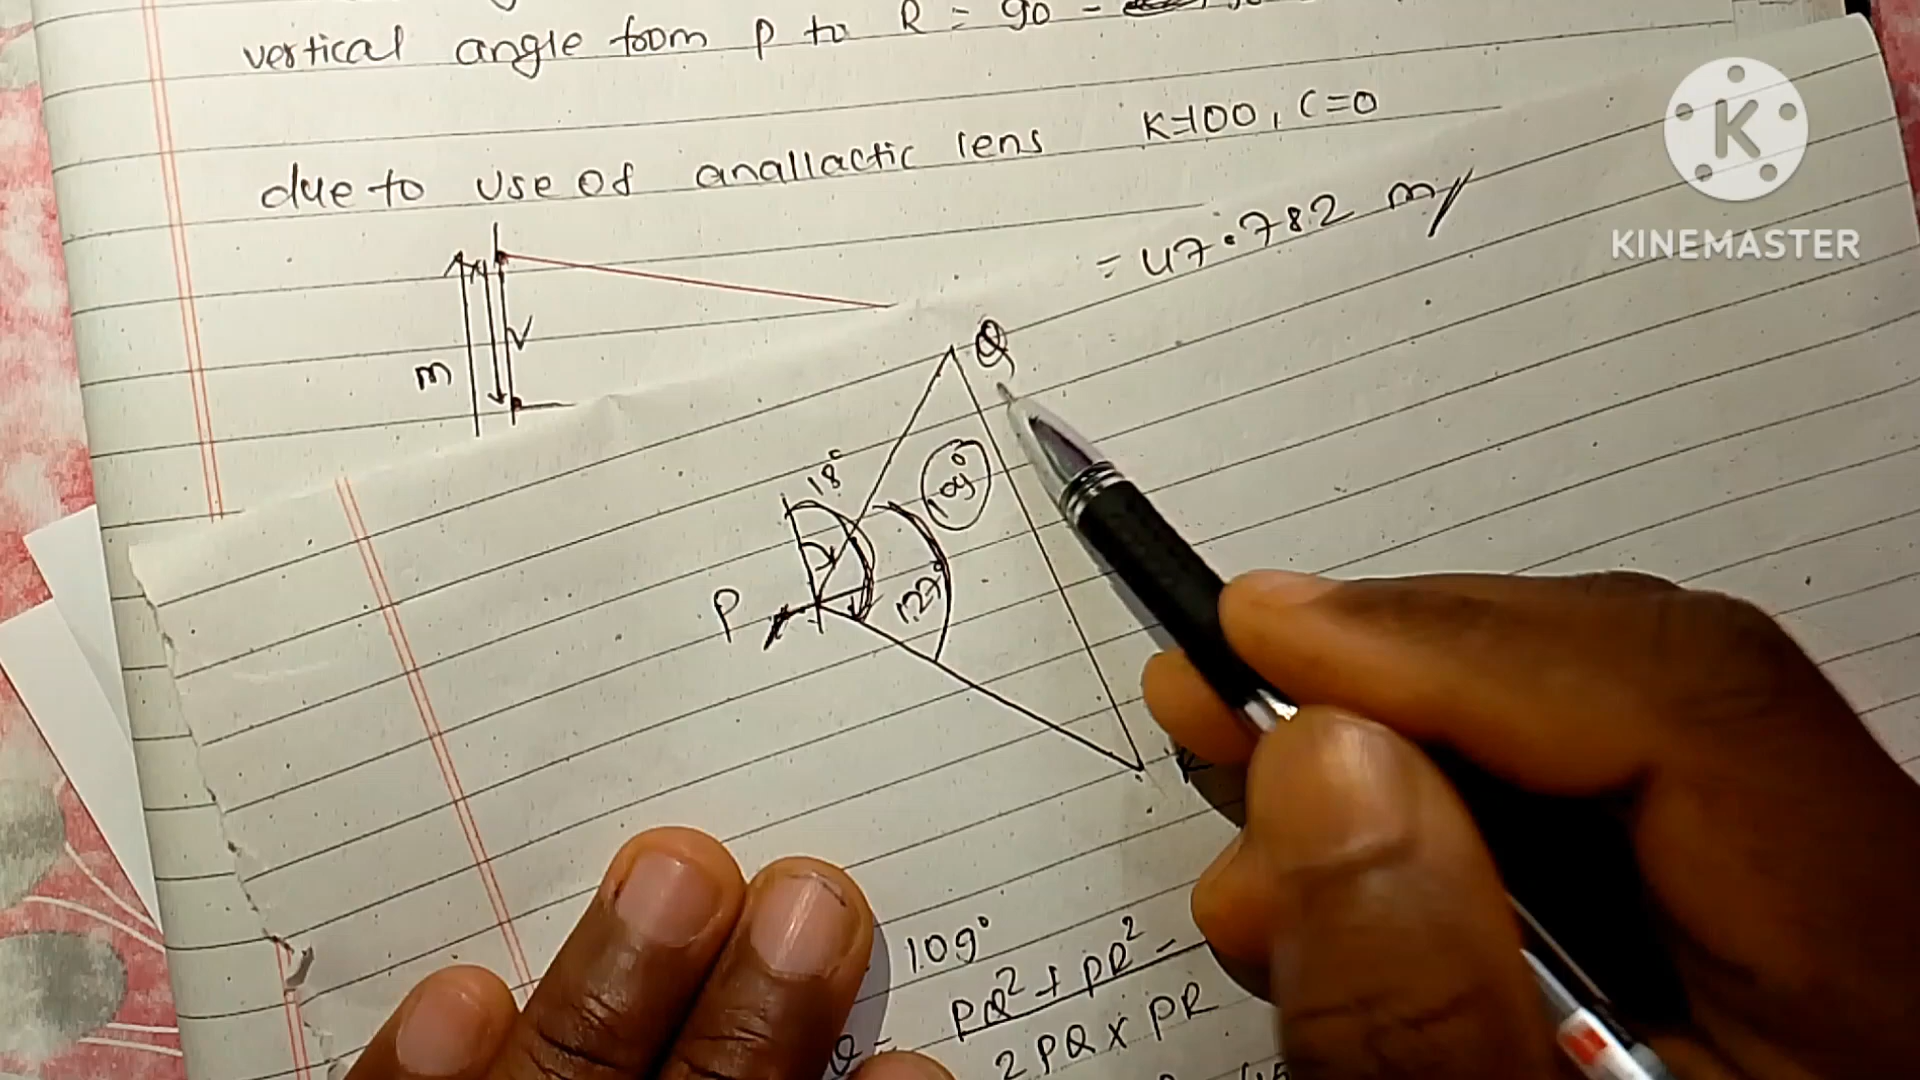 vertical angle from P to R = 90 -
due to use of anallactic lens K=100, C=0
= 47.782 m
m
V
Q
18°
109°
127°
P
R
109°
PQ² + PR² -
2PQ x PR
K
KINEMASTER